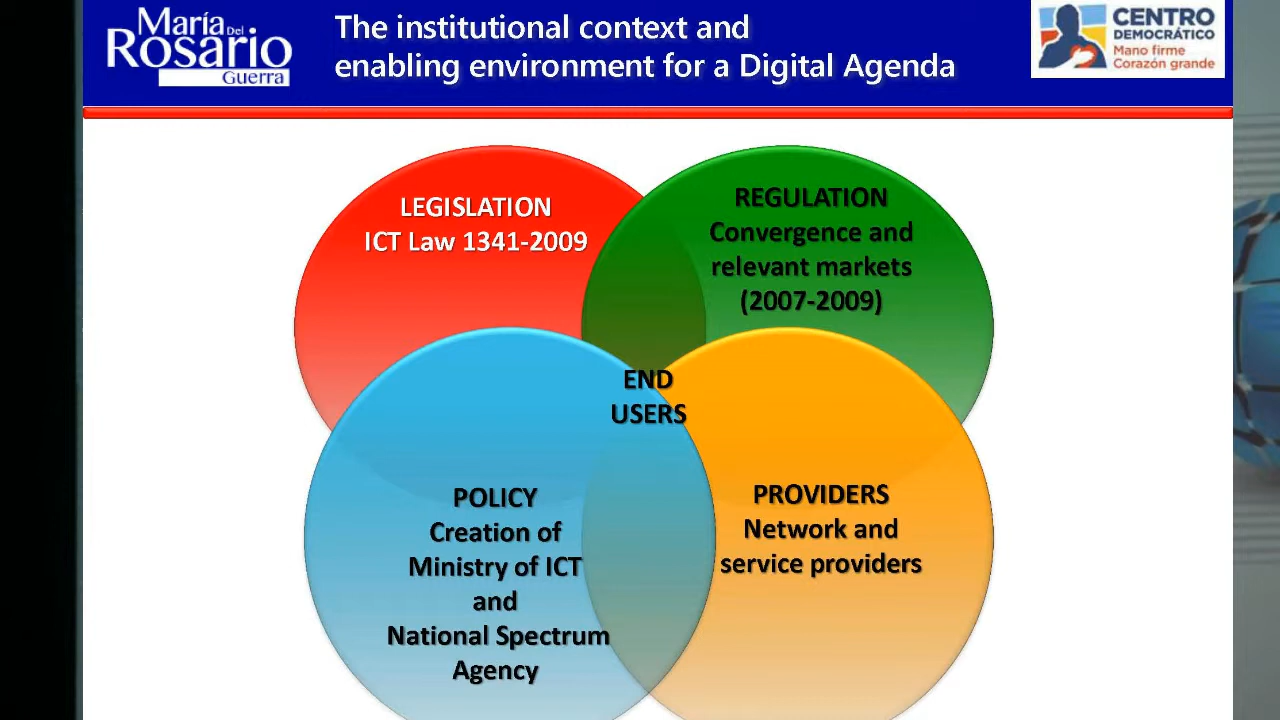 María Del
Rosario
Guerra
The institutional context and
enabling environment for a Digital Agenda
CENTRO
DEMOCRÁTICO
Mano firme
Corazón grande
LEGISLATION
ICT Law 1341-2009
REGULATION
Convergence and
relevant markets
(2007-2009)
END
USERS
POLICY
Creation of
Ministry of ICT
and
National Spectrum
Agency
PROVIDERS
Network and
service providers